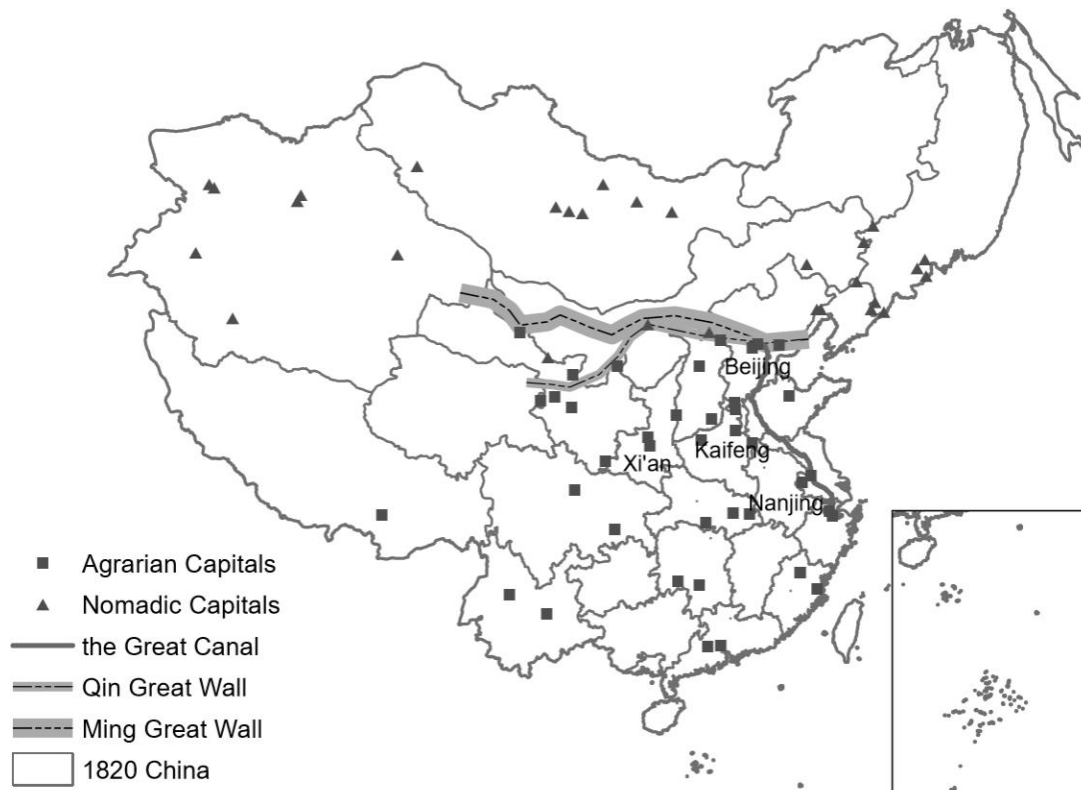 Beijing
Kaifeng
Xi'an
Nanjing
Agrarian Capitals
Nomadic Capitals
the Great Canal
Qin Great Wall
Ming Great Wall
1820 China